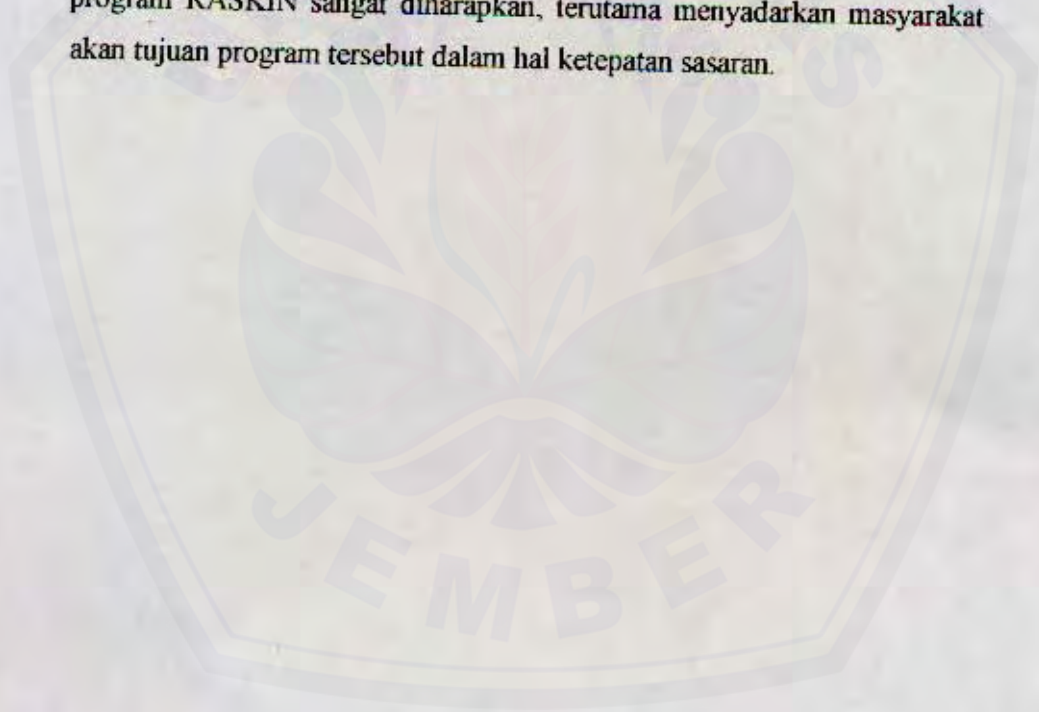 program RASKIN sangat diharapkan, terutama menyadarkan masyarakat
akan tujuan program tersebut dalam hal ketepatan sasaran.
S
JEMBER